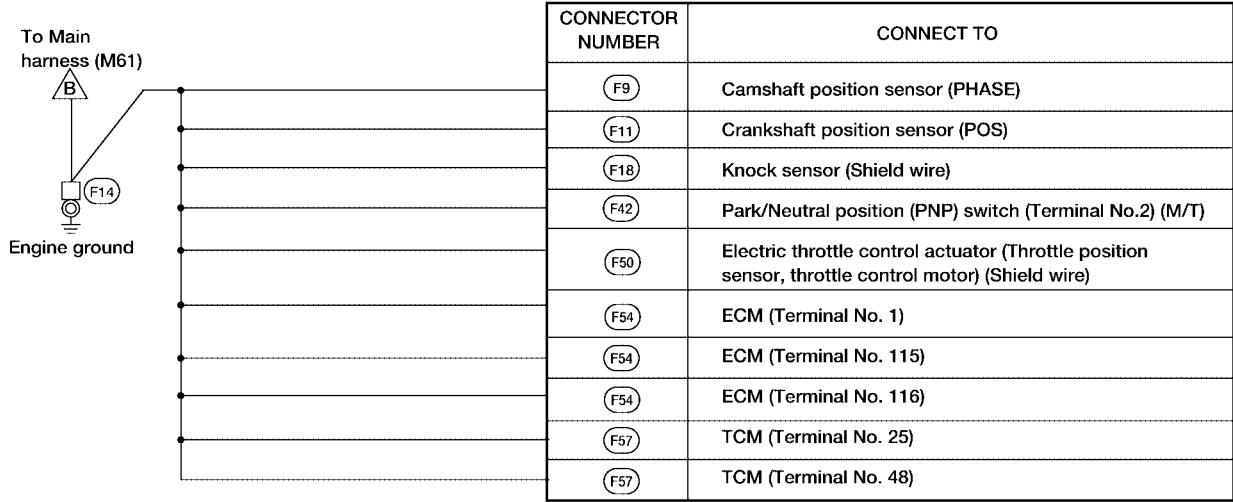 To Main
harness (M61)
B
F14
Engine ground
CONNECTOR
NUMBER
CONNECT TO
F9
Camshaft position sensor (PHASE)
F11
Crankshaft position sensor (POS)
F18
Knock sensor (Shield wire)
F42
Park/Neutral position (PNP) switch (Terminal No.2) (M/T)
F50
Electric throttle control actuator (Throttle position
sensor, throttle control motor) (Shield wire)
F54
ECM (Terminal No. 1)
F54
ECM (Terminal No. 115)
F54
ECM (Terminal No. 116)
F57
TCM (Terminal No. 25)
F57
TCM (Terminal No. 48)